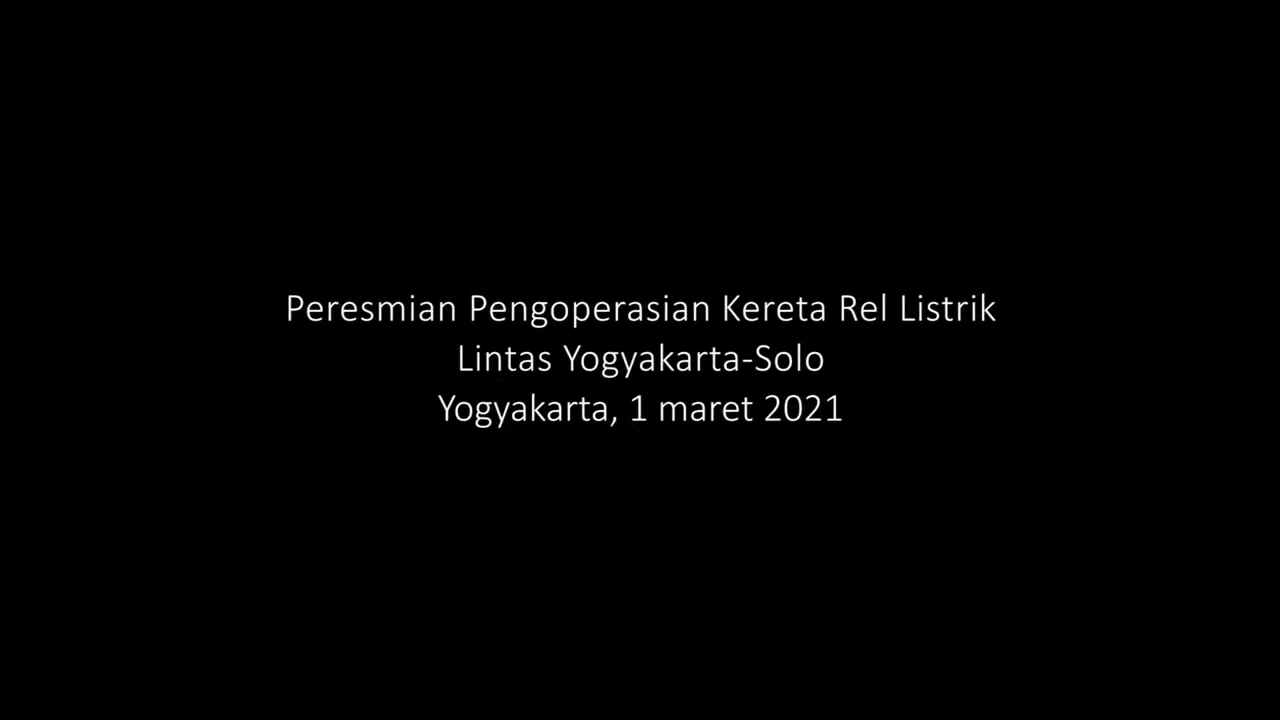 Peresmian Pengoperasian Kereta Rel Listrik
Lintas Yogyakarta-Solo
Yogyakarta, 1 maret 2021